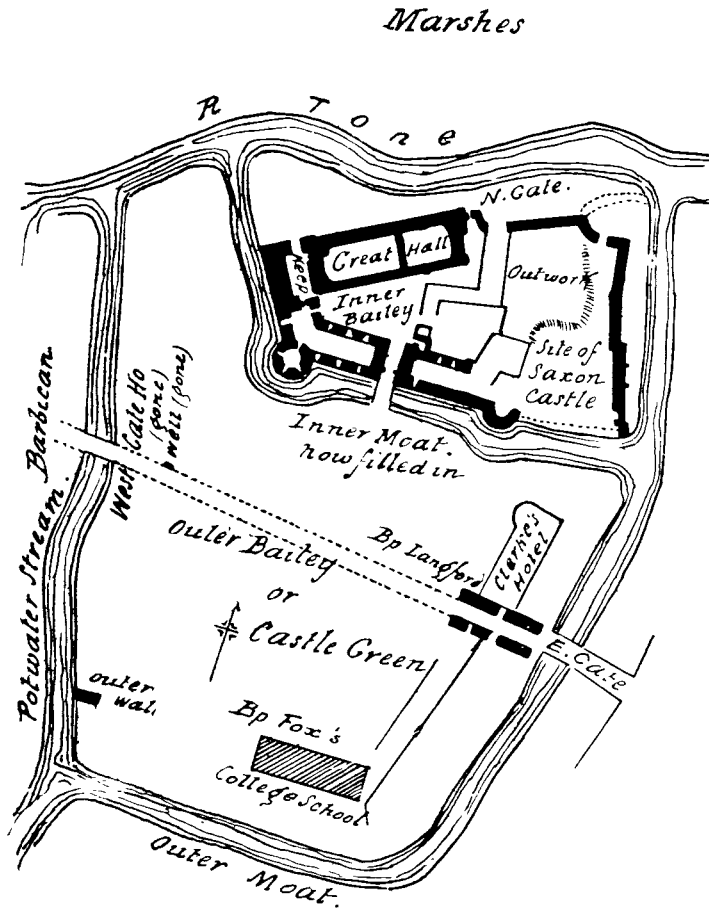 Marshes
R Tone
N. Gate.
Great Hall
Keep
Inner
Bailey
Outwork
Site of
Saxon
Castle
Inner Moat.
now filled in
Barbican.
West Gate Ho
(gone)
well (gone)
Potwater Stream.
Outer Bailey
or
Castle Green
Bp Langford
Clarke's
Hotel
E. Gate
outer
wal.
Bp Fox's
College School
Outer Moat.